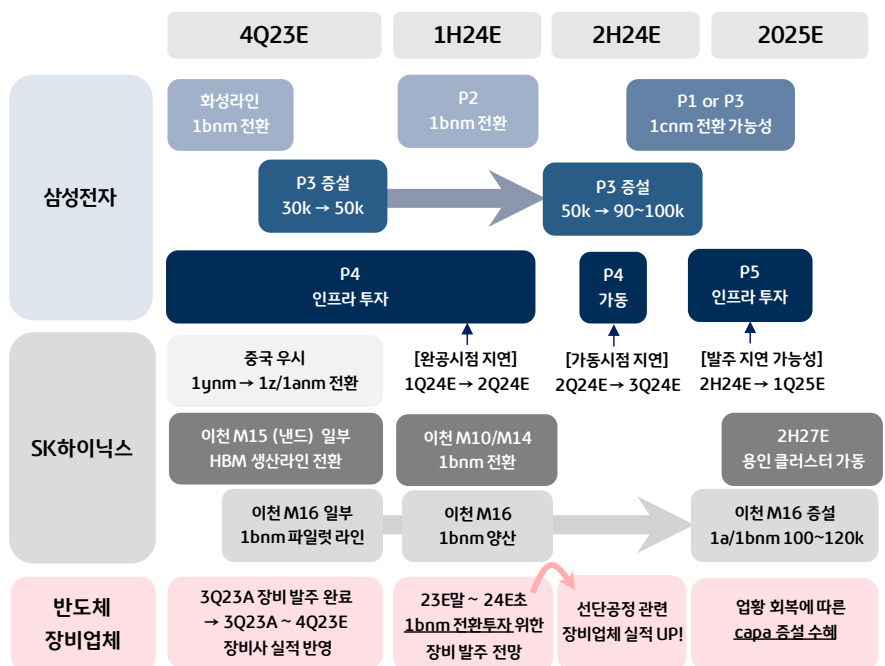 4Q23E
1H24E
2H24E
2025E
삼성전자
화성라인
1bnm 전환
P2
1bnm 전환
P1 or P3
1cnm 전환 가능성
P3 증설
30k → 50k
P3 증설
50k → 90~100k
P4
인프라 투자
P4
가동
P5
인프라 투자
[완공시점 지연]
1Q24E → 2Q24E
[가동시점 지연]
2Q24E → 3Q24E
[발주 지연 가능성]
2H24E → 1Q25E
SK하이닉스
중국 우시
1ynm → 1z/1anm 전환
이천 M15 (낸드) 일부
HBM 생산라인 전환
이천 M10/M14
1bnm 전환
2H27E
용인 클러스터 가동
이천 M16 일부
1bnm 파일럿 라인
이천 M16
1bnm 양산
이천 M16 증설
1a/1bnm 100~120k
반도체
장비업체
3Q23A 장비 발주 완료
→ 3Q23A ~ 4Q23E
장비사 실적 반영
23E말 ~ 24E초
1bnm 전환투자 위한
장비 발주 전망
선단공정 관련
장비업체 실적 UP!
업황 회복에 따른
capa 증설 수혜